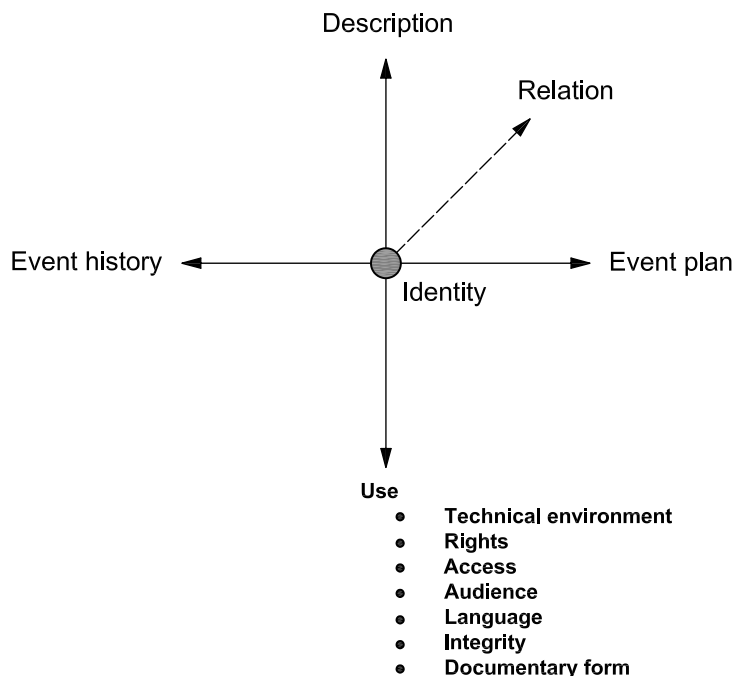 Description
Relation
Event history
Event plan
Identity
Use
Technical environment
Rights
Access
Audience
Language
Integrity
Documentary form